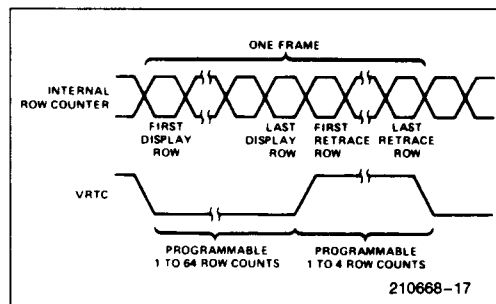 ONE FRAME
INTERNAL
ROW COUNTER
FIRST
DISPLAY
ROW
LAST
DISPLAY
ROW
FIRST
RETRACE
ROW
LAST
RETRACE
ROW
VRTC
PROGRAMMABLE
1 TO 64 ROW COUNTS
PROGRAMMABLE
1 TO 4 ROW COUNTS
210668-17